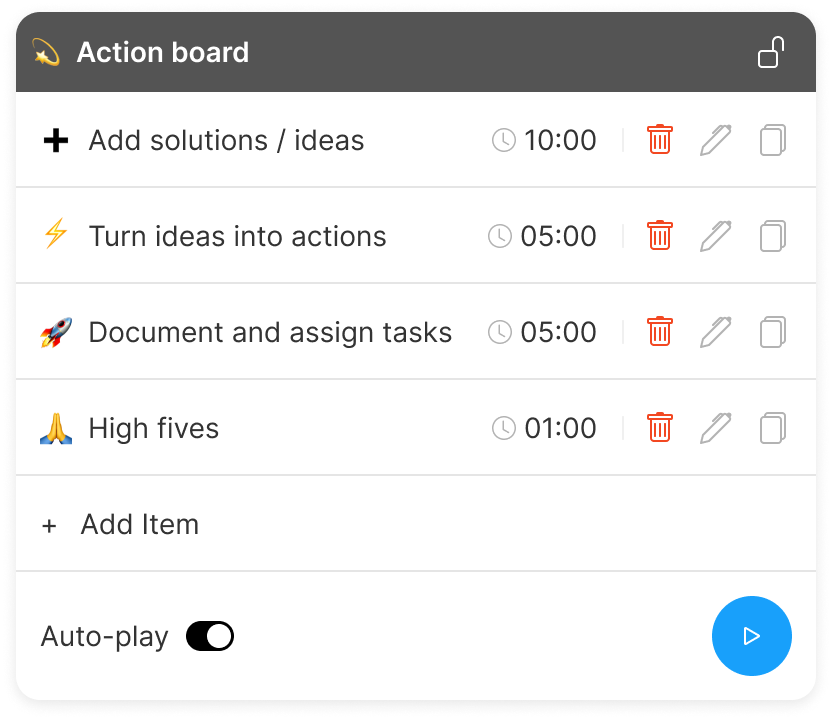 Action board
Add solutions / ideas 10:00
Turn ideas into actions 05:00
Document and assign tasks 05:00
High fives 01:00
+ Add Item
Auto-play